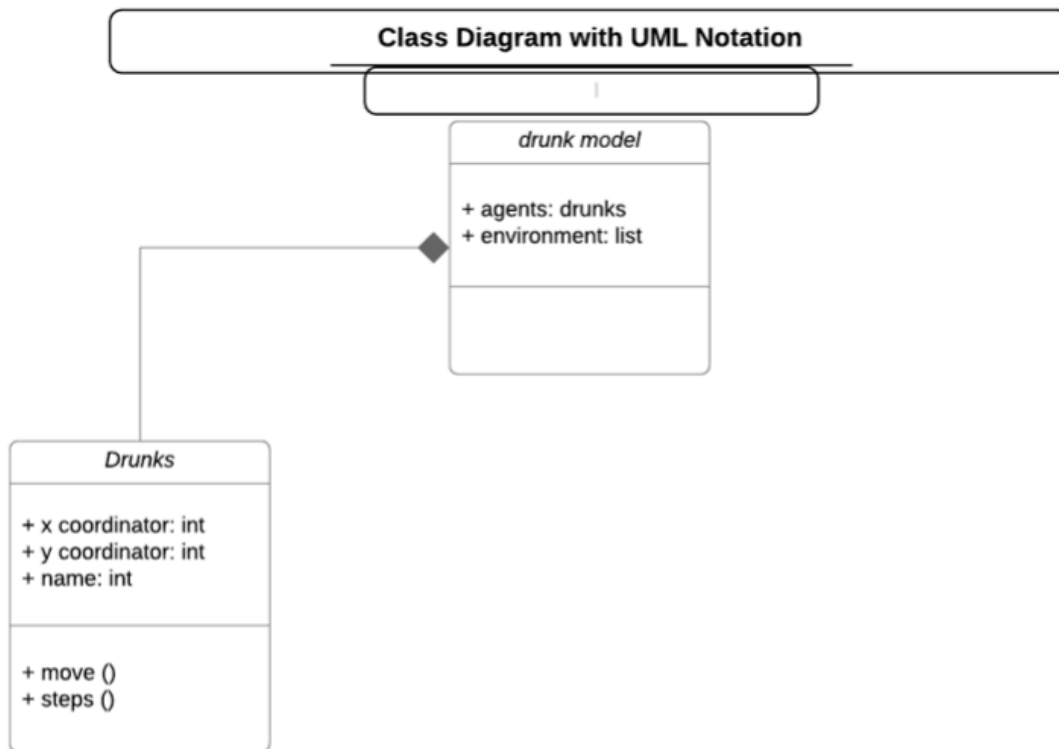 Class Diagram with UML Notation
drunk model
+ agents: drunks
+ environment: list
Drunks
+ x coordinator: int
+ y coordinator: int
+ name: int
+ move ()
+ steps ()